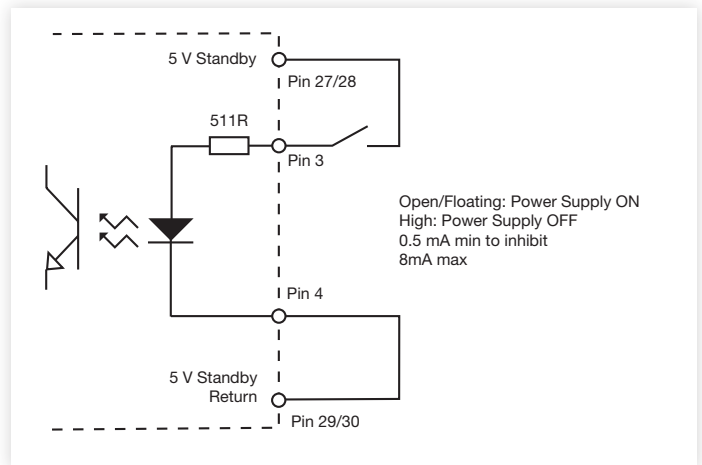 5 V Standby
Pin 27/28
511R
Pin 3
Open/Floating: Power Supply ON
High: Power Supply OFF
0.5 mA min to inhibit
8mA max
Pin 4
5 V Standby
Return
Pin 29/30